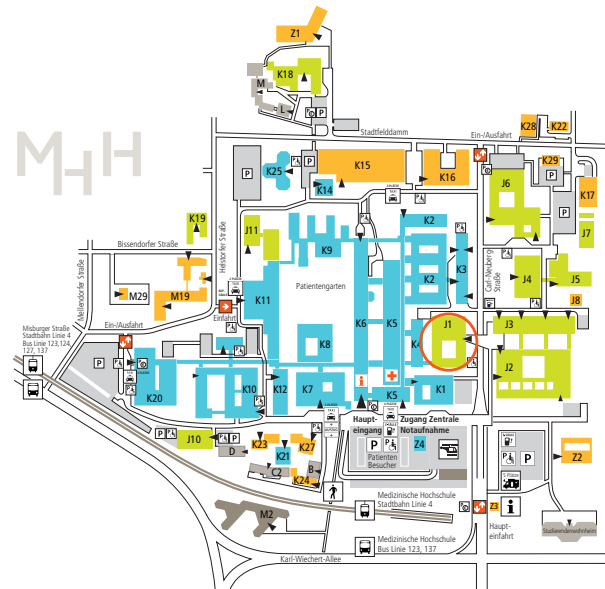 MHH
Z1
K18
M
L
P
Stadtfelddamm
Ein-/Ausfahrt
K28
K22
K15
K16
K29
P
K25
K14
P
J6
K17
K19
J11
K2
J7
Bissendorfer Straße
K9
K3
Mellendorfer Straße
Helstorfer Straße
Patientengarten
K2
Carl-Neuberg-
Straße
J4
J5
M29
M19
K11
K6
K5
J8
Misburger Straße
Stadtbahn Linie 4
Bus Linie 123,124,
127, 137
Ein-/Ausfahrt
Einfahrt
K8
K4
J1
J3
J2
P
K20
K10
K12
K7
K5
K1
J10
P
D
K23
K21
K27
Haupt-
eingang
Zugang Zentrale
Notaufnahme
P
Patienten
Besucher
Z4
P
Z2
C2
B
K24
M2
Medizinische Hochschule
Stadtbahn Linie 4
Z3
i
Haupt-
einfahrt
Studierendenwohnheim
Medizinische Hochschule
Bus Linie 123, 137
Karl-Wiechert-Allee